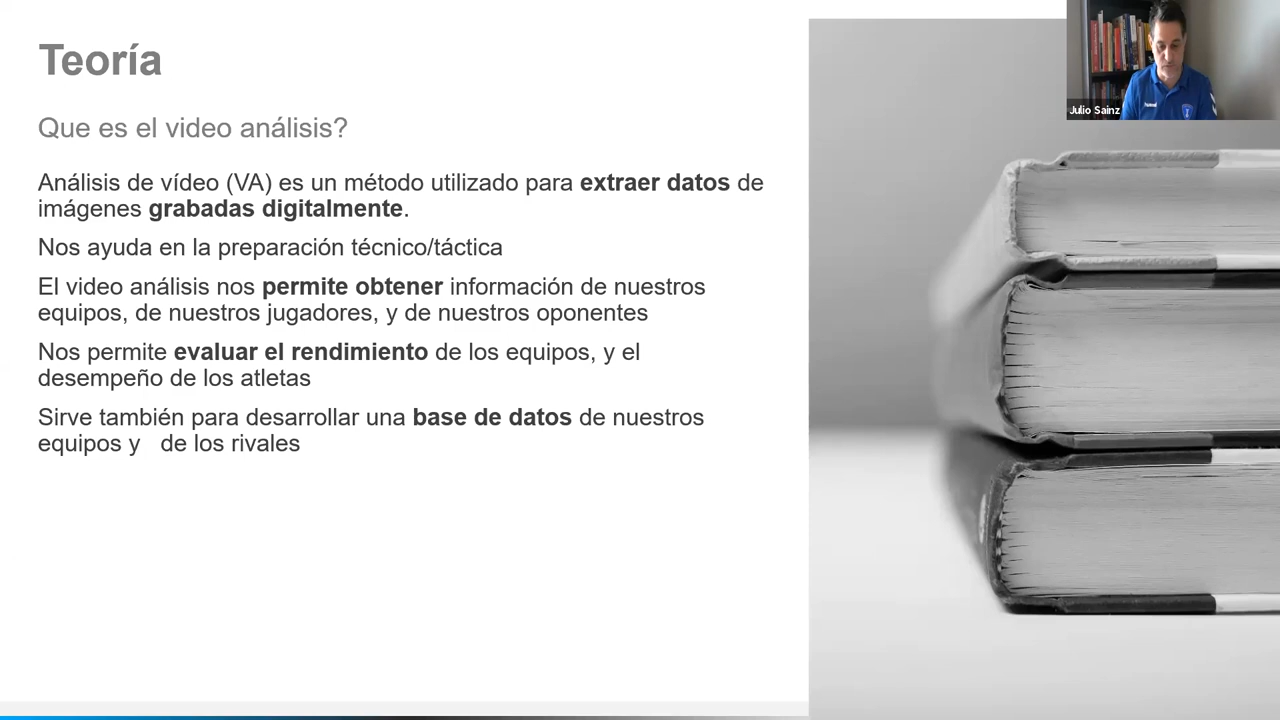 Teoría
Que es el video análisis?
Análisis de vídeo (VA) es un método utilizado para extraer datos de
imágenes grabadas digitalmente.
Nos ayuda en la preparación técnico/táctica
El video análisis nos permite obtener información de nuestros
equipos, de nuestros jugadores, y de nuestros oponentes
Nos permite evaluar el rendimiento de los equipos, y el
desempeño de los atletas
Sirve también para desarrollar una base de datos de nuestros
equipos y   de los rivales
Julio Sainz